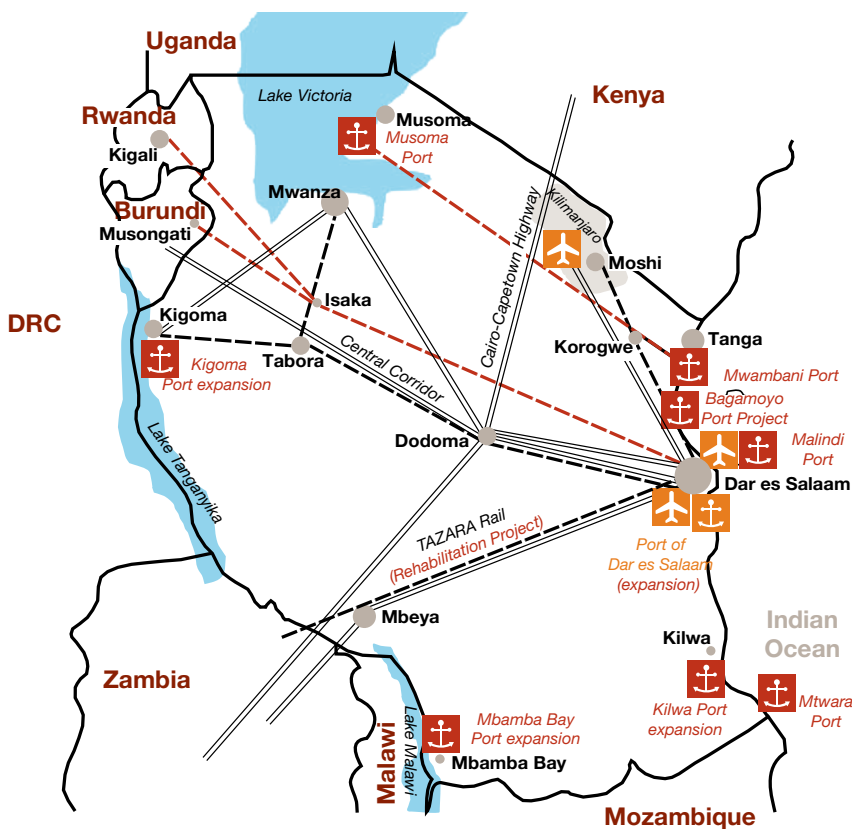 Uganda
Lake Victoria
Kenya
Rwanda
Kigali
Musoma
Musoma
Port
Burundi
Musongati
Mwanza
Cairo-Capetown Highway
Kilimanjaro
Moshi
DRC
Kigoma
Isaka
Kigoma
Port expansion
Tabora
Central Corridor
Korogwe
Tanga
Mwambani Port
Bagamoyo
Port Project
Malindi
Port
Dodoma
Dar es Salaam
Lake Tanganyika
TAZARA Rail
(Rehabilitation Project)
Port of
Dar es Salaam
(expansion)
Mbeya
Kilwa
Indian
Ocean
Zambia
Kilwa Port
expansion
Mtwara
Port
Malawi
Lake Malawi
Mbamba Bay
Port expansion
Mbamba Bay
Mozambique